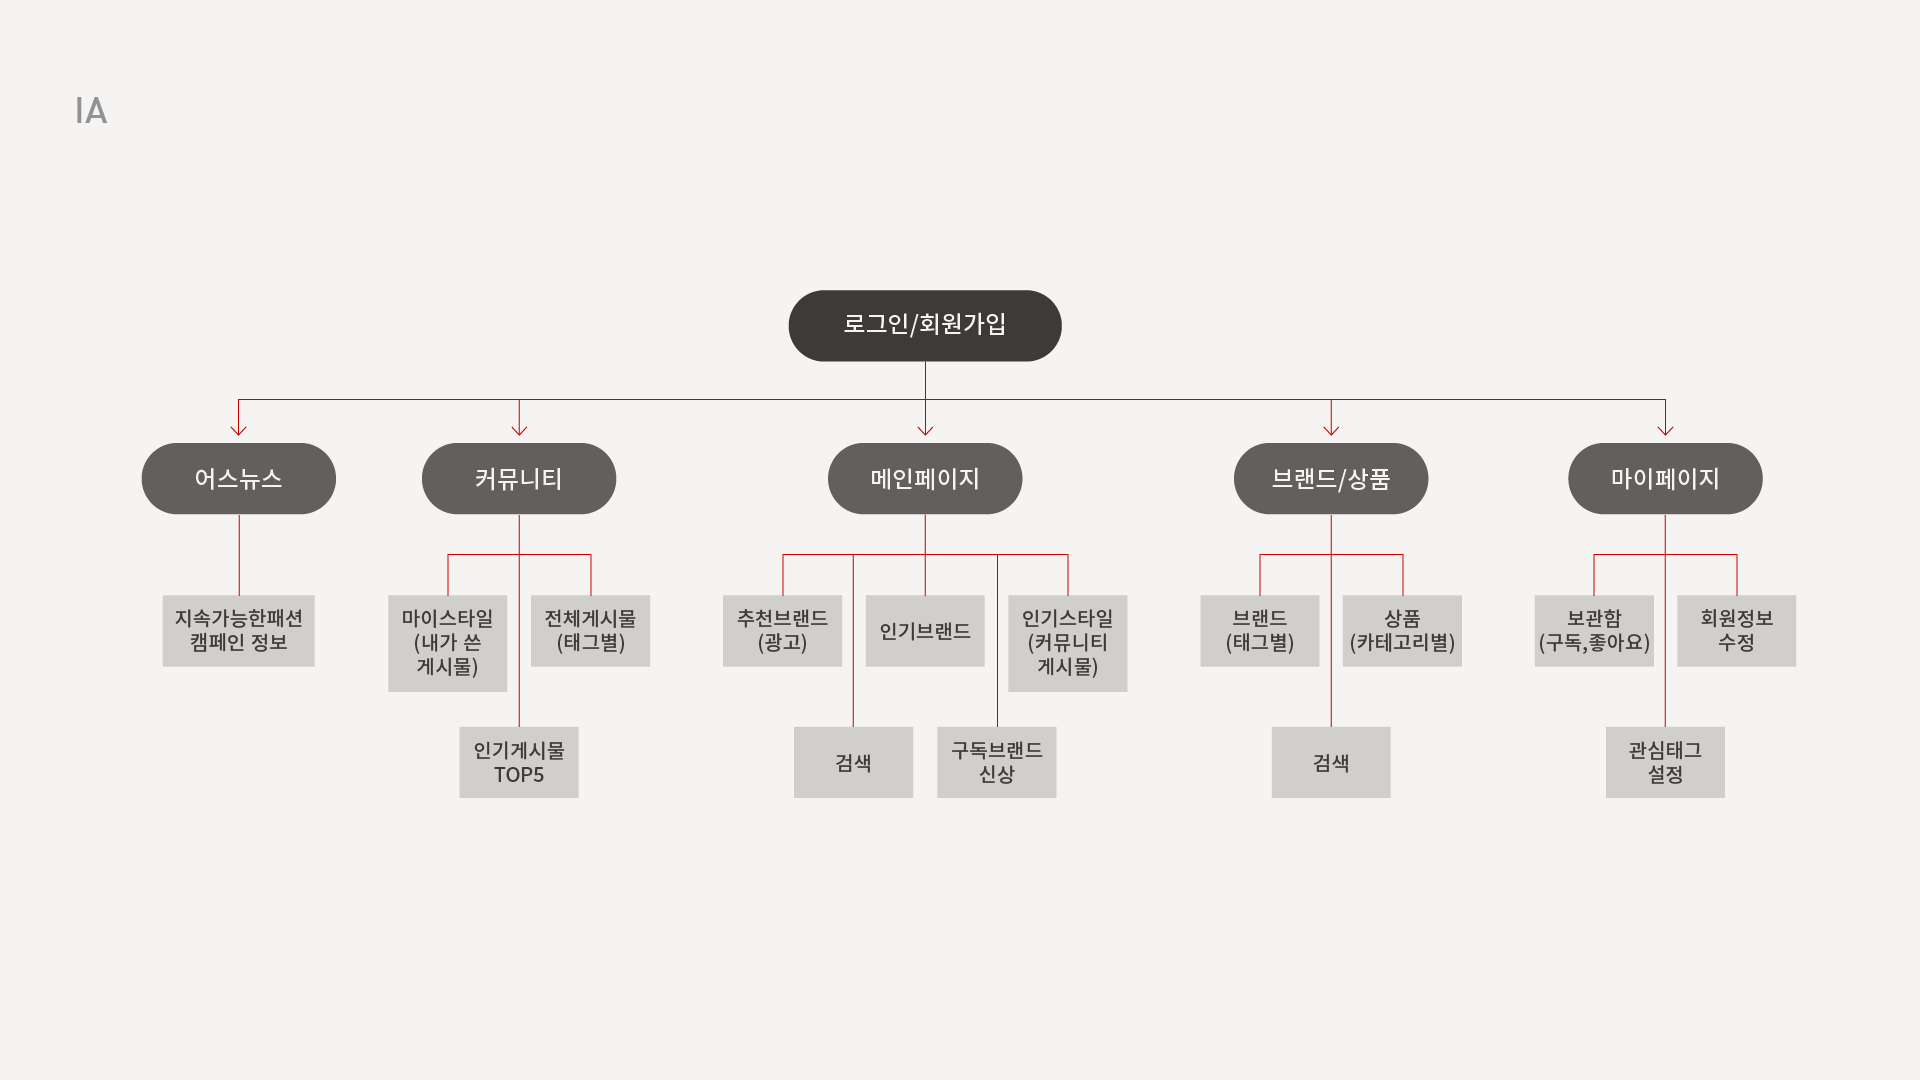 IA
로그인/회원가입
어스뉴스
커뮤니티
메인페이지
브랜드/상품
마이페이지
지속가능한패션
캠페인 정보
마이스타일
(내가 쓴
게시물)
전체게시물
(태그별)
인기게시물
TOP5
추천브랜드
(광고)
인기브랜드
인기스타일
(커뮤니티
게시물)
검색
구독브랜드
신상
브랜드
(태그별)
상품
(카테고리별)
검색
보관함
(구독,좋아요)
회원정보
수정
관심태그
설정